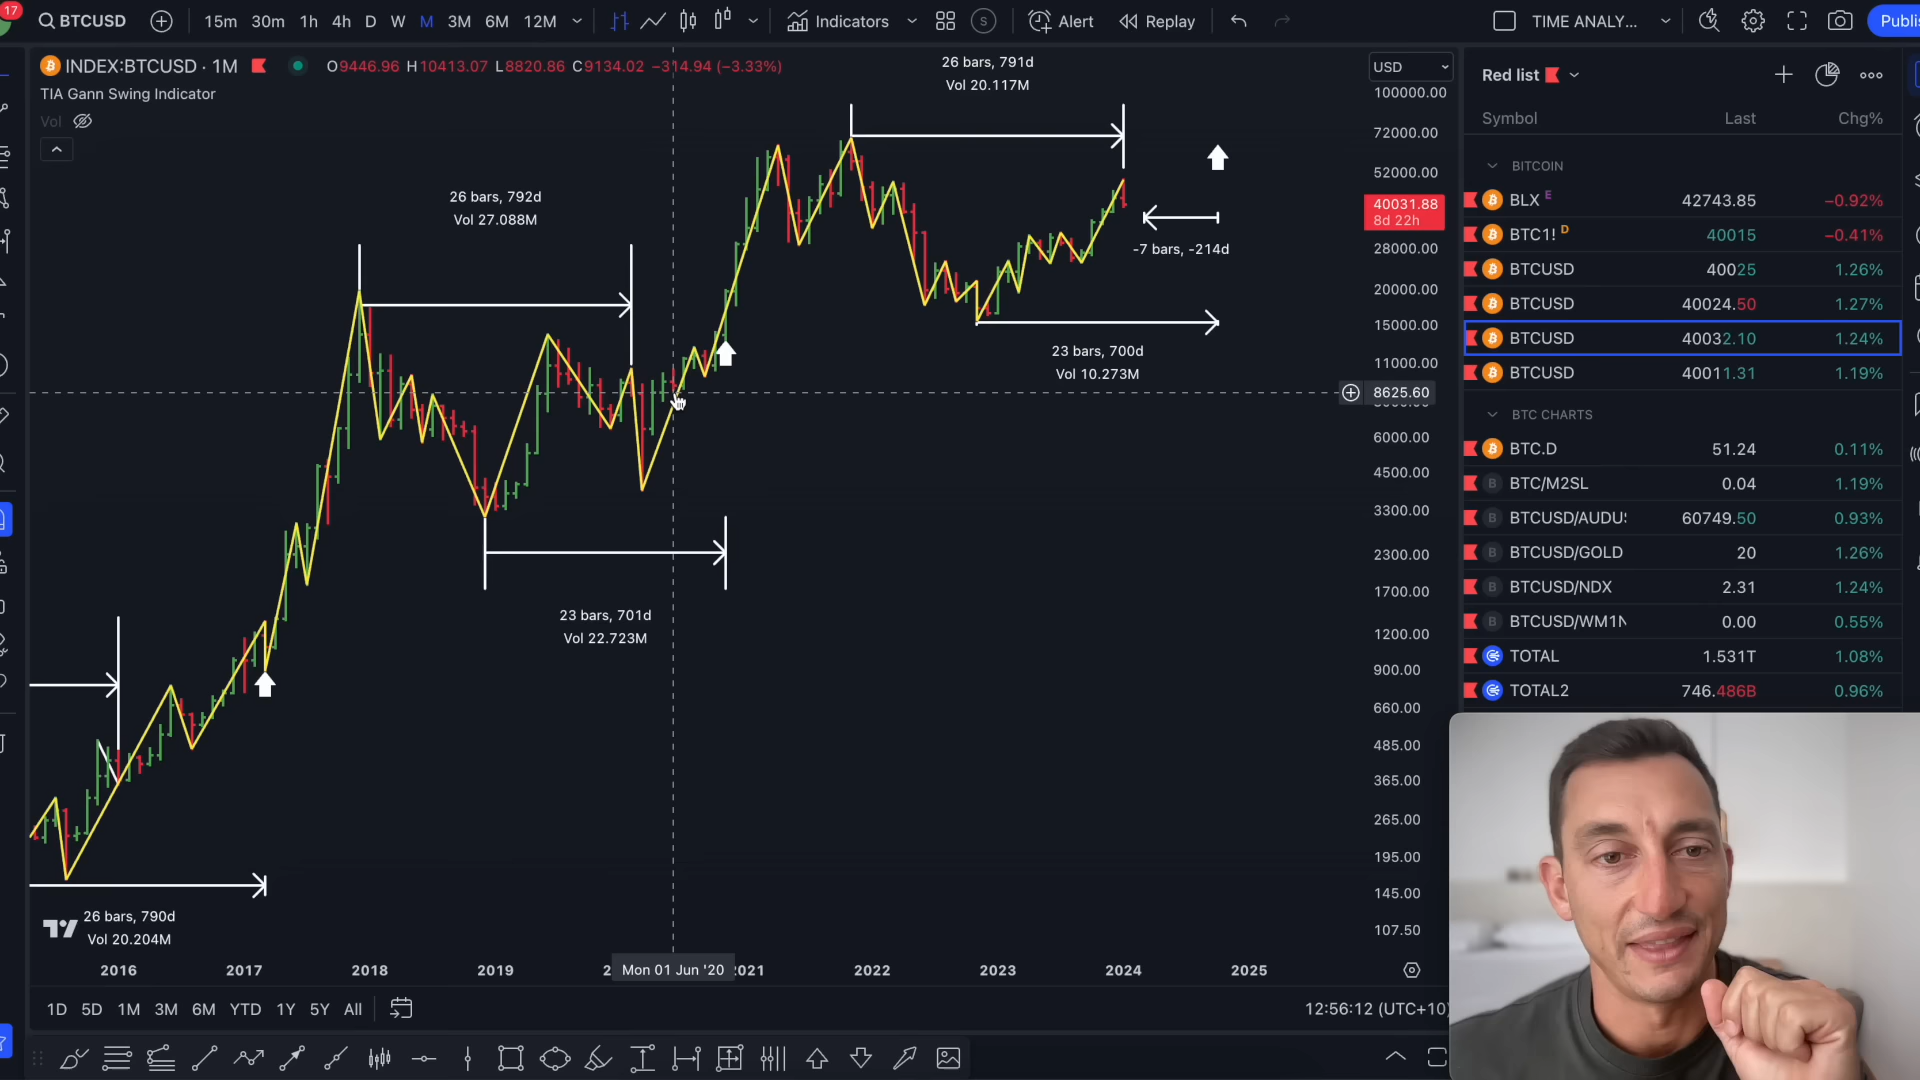 17
BTCUSD
15m 30m 1h 4h D W M 3M 6M 12M
Indicators
S
Alert
Replay
TIME ANALY...
Publi
INDEX:BTCUSD · 1M
O9446.96 H10413.07 L8820.86 C9134.02 −314.94 (−3.33%)
TIA Gann Swing Indicator
Vol
26 bars, 791d
Vol 20.117M
26 bars, 792d
Vol 27.088M
-7 bars, -214d
23 bars, 700d
Vol 10.273M
23 bars, 701d
Vol 22.723M
26 bars, 790d
Vol 20.204M
USD
100000.00
72000.00
52000.00
40031.88
8d 22h
28000.00
20000.00
15000.00
11000.00
8625.60
6000.00
4500.00
3300.00
2300.00
1700.00
1200.00
900.00
660.00
485.00
365.00
265.00
195.00
145.00
107.50
2016 2017 2018 2019 2 Mon 01 Jun '20 2021 2022 2023 2024 2025
1D 5D 1M 3M 6M YTD 1Y 5Y All
12:56:12 (UTC+10)
Red list
Symbol Last Chg%
BITCOIN
BLX E 42743.85 −0.92%
BTC1! D 40015 −0.41%
BTCUSD 40025 1.26%
BTCUSD 40024.50 1.27%
BTCUSD 40032.10 1.24%
BTCUSD 40011.31 1.19%
BTC CHARTS
BTC.D 51.24 0.11%
BTC/M2SL 0.04 1.19%
BTCUSD/AUDU 60749.50 0.93%
BTCUSD/GOLD 20 1.26%
BTCUSD/NDX 2.31 1.24%
BTCUSD/WM1N 0.00 0.55%
TOTAL 1.531T 1.08%
TOTAL2 746.486B 0.96%